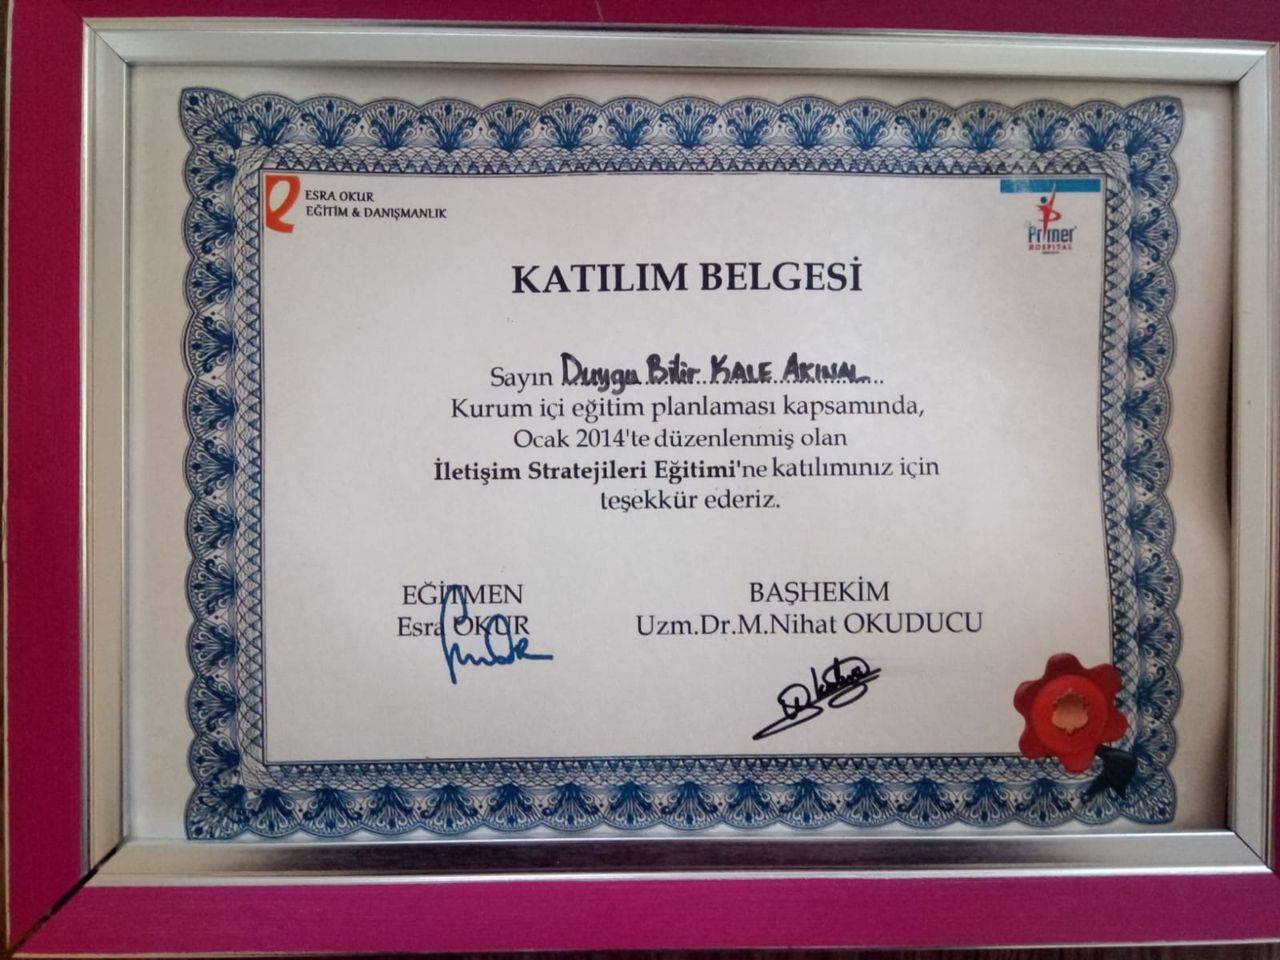 ESRA OKUR
EĞİTİM & DANIŞMANLIK
Primer
HOSPITAL
KATILIM BELGESİ
Sayın Duygu Bilir KALE AKINAL
Kurum içi eğitim planlaması kapsamında,
Ocak 2014'te düzenlenmiş olan
İletişim Stratejileri Eğitimi'ne katılımınız için
teşekkür ederiz.
EĞİTMEN
Esra OKUR
BAŞHEKİM
Uzm.Dr.M.Nihat OKUDUCU